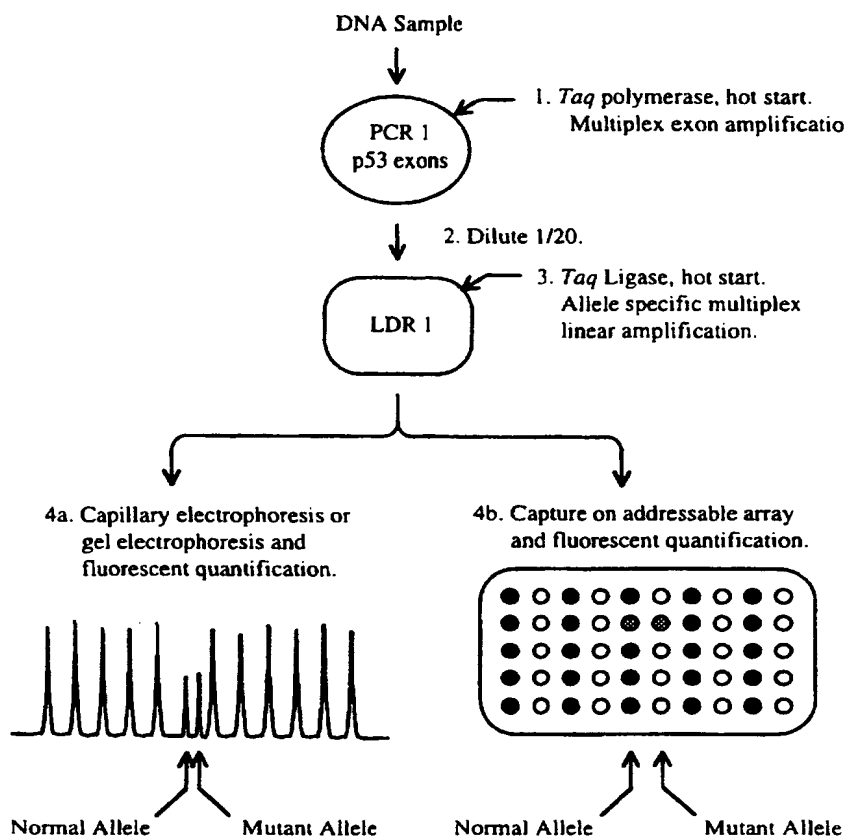 DNA Sample
1. Taq polymerase, hot start.
Multiplex exon amplificatio
PCR 1
p53 exons
2. Dilute 1/20.
3. Taq Ligase, hot start.
Allele specific multiplex
linear amplification.
LDR 1
4a. Capillary electrophoresis or
gel electrophoresis and
fluorescent quantification.
4b. Capture on addressable array
and fluorescent quantification.
Normal Allele
Mutant Allele
Normal Allele
Mutant Allele